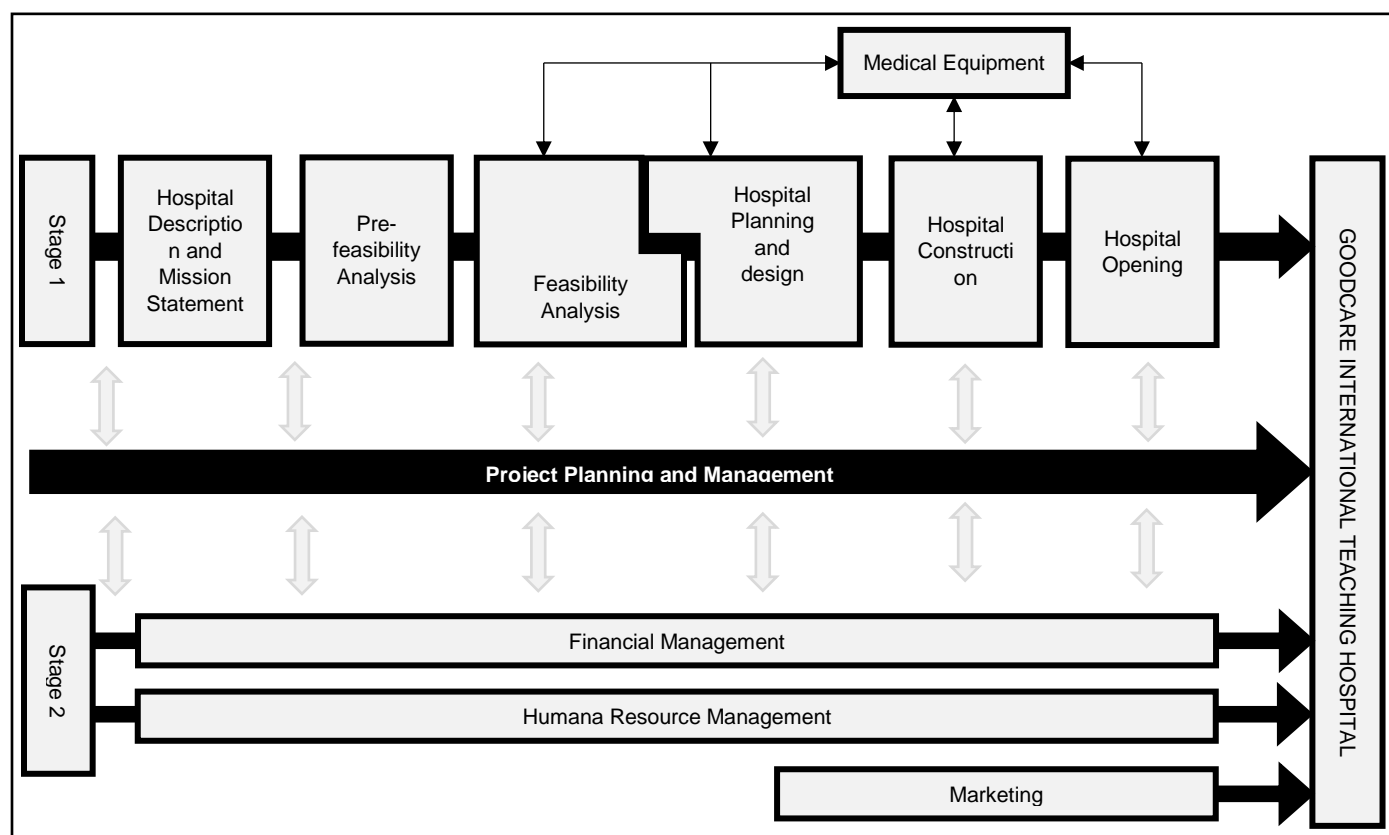 Medical Equipment
Stage 1
Hospital
Descriptio
n and
Mission
Statement
Pre-
feasibility
Analysis
Feasibility
Analysis
Hospital
Planning
and
design
Hospital
Constructi
on
Hospital
Opening
GOODCARE INTERNATIONAL TEACHING HOSPITAL
Project Planning and Management
Stage 2
Financial Management
Humana Resource Management
Marketing